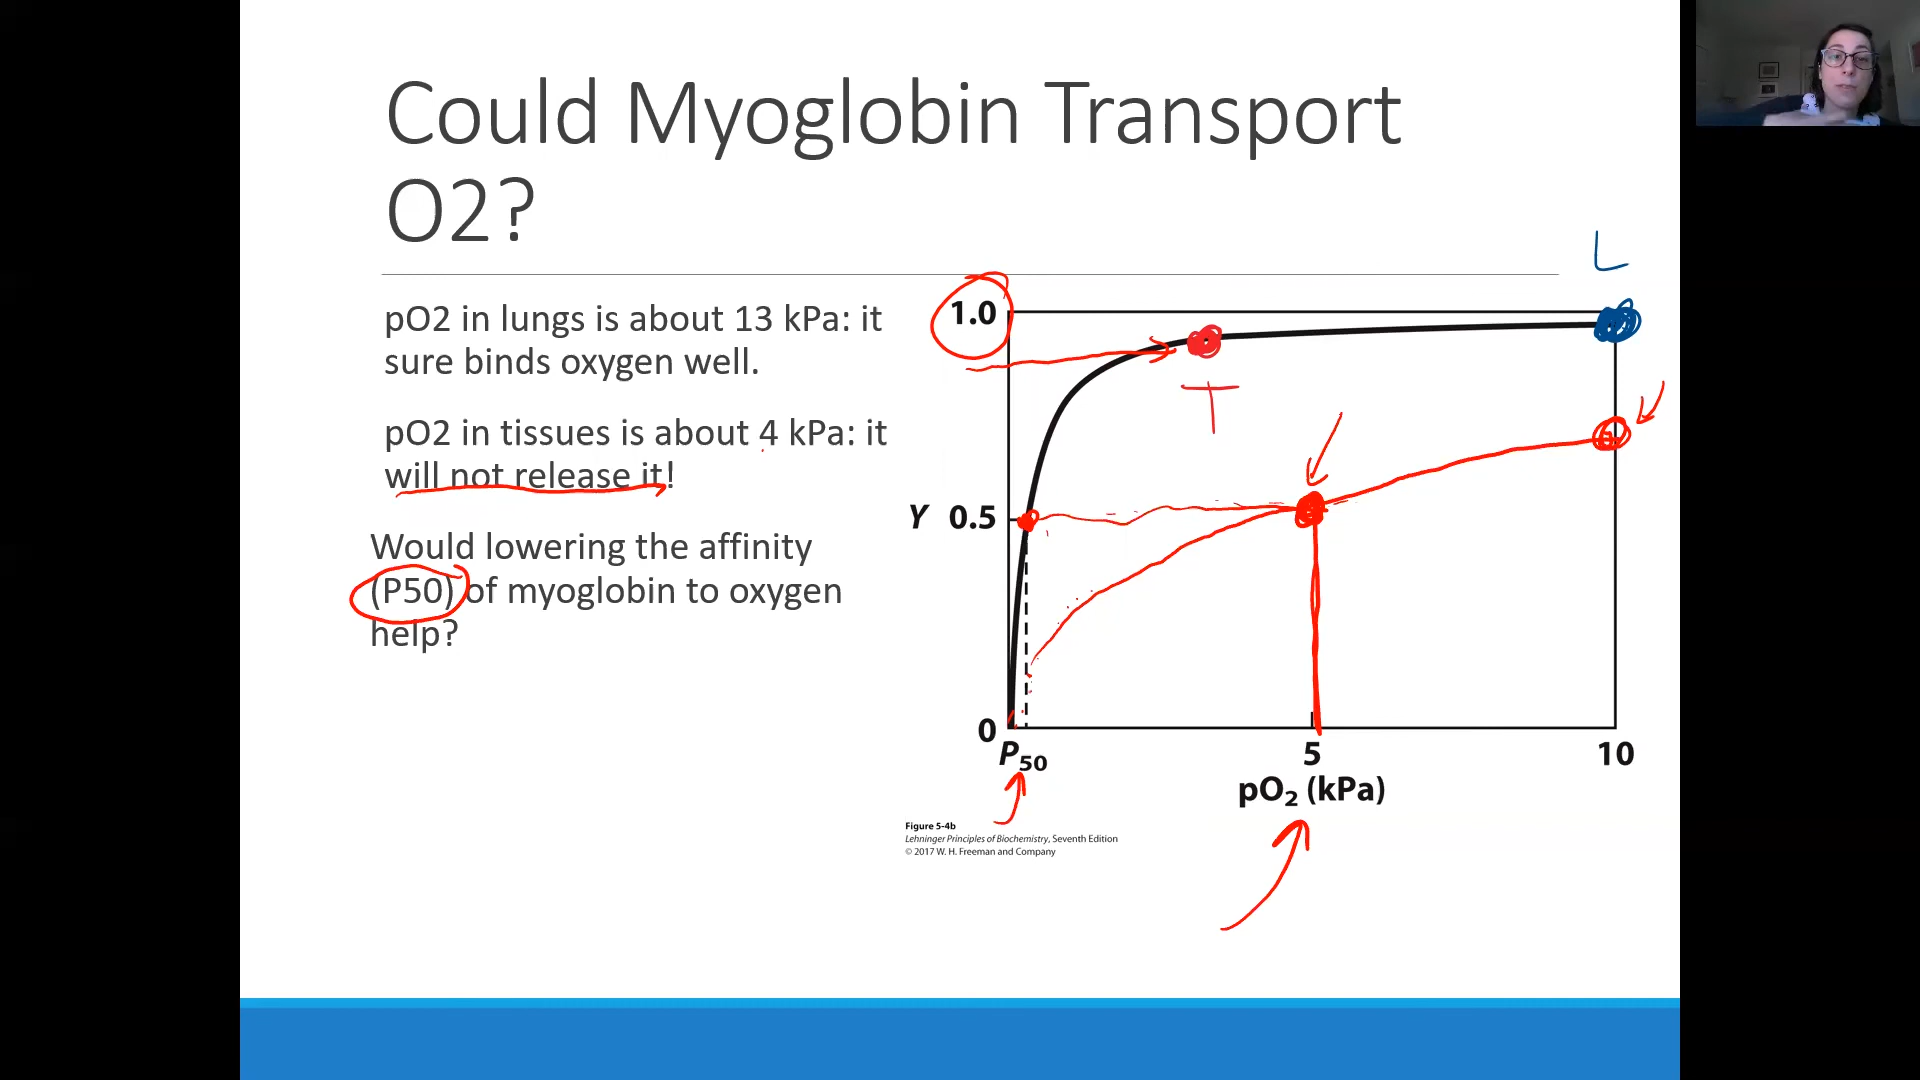 Could Myoglobin Transport
O2?
pO2 in lungs is about 13 kPa: it
sure binds oxygen well.
pO2 in tissues is about 4 kPa: it
will not release it!
Would lowering the affinity
(P50) of myoglobin to oxygen
help?
L
1.0
T
Y 0.5
0
P50 5 10
pO2 (kPa)
Figure 5-4b
Lehninger Principles of Biochemistry, Seventh Edition
© 2017 W. H. Freeman and Company